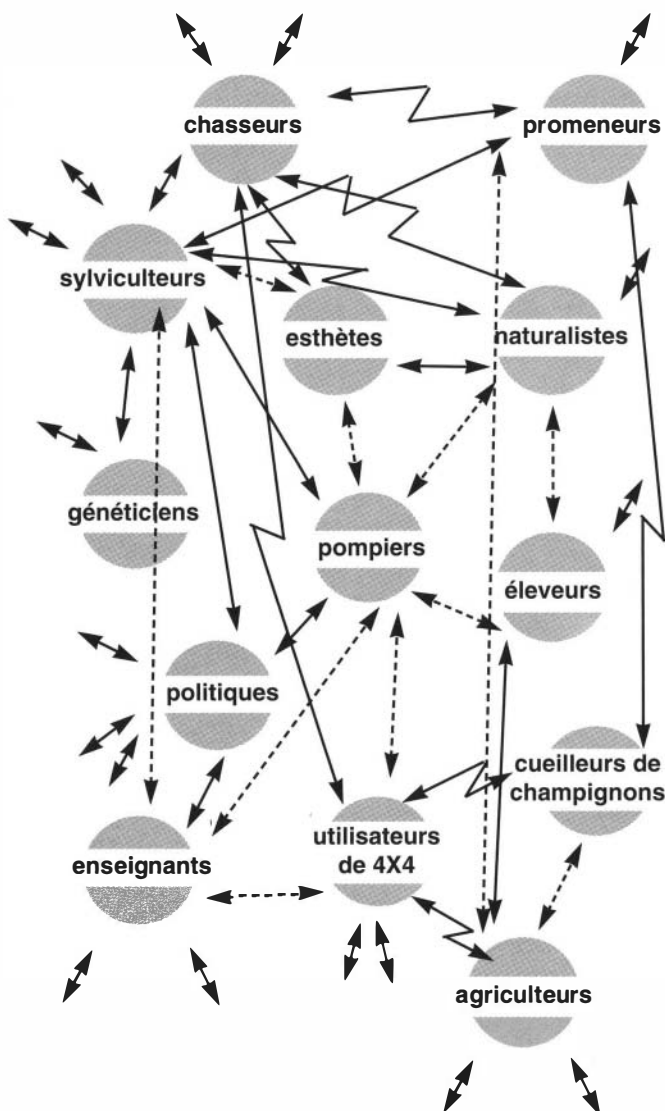 chasseurs
promeneurs
sylviculteurs
esthètes
naturalistes
généticiens
pompiers
éleveurs
politiques
cueilleurs de
champignons
utilisateurs
de 4X4
enseignants
agriculteurs